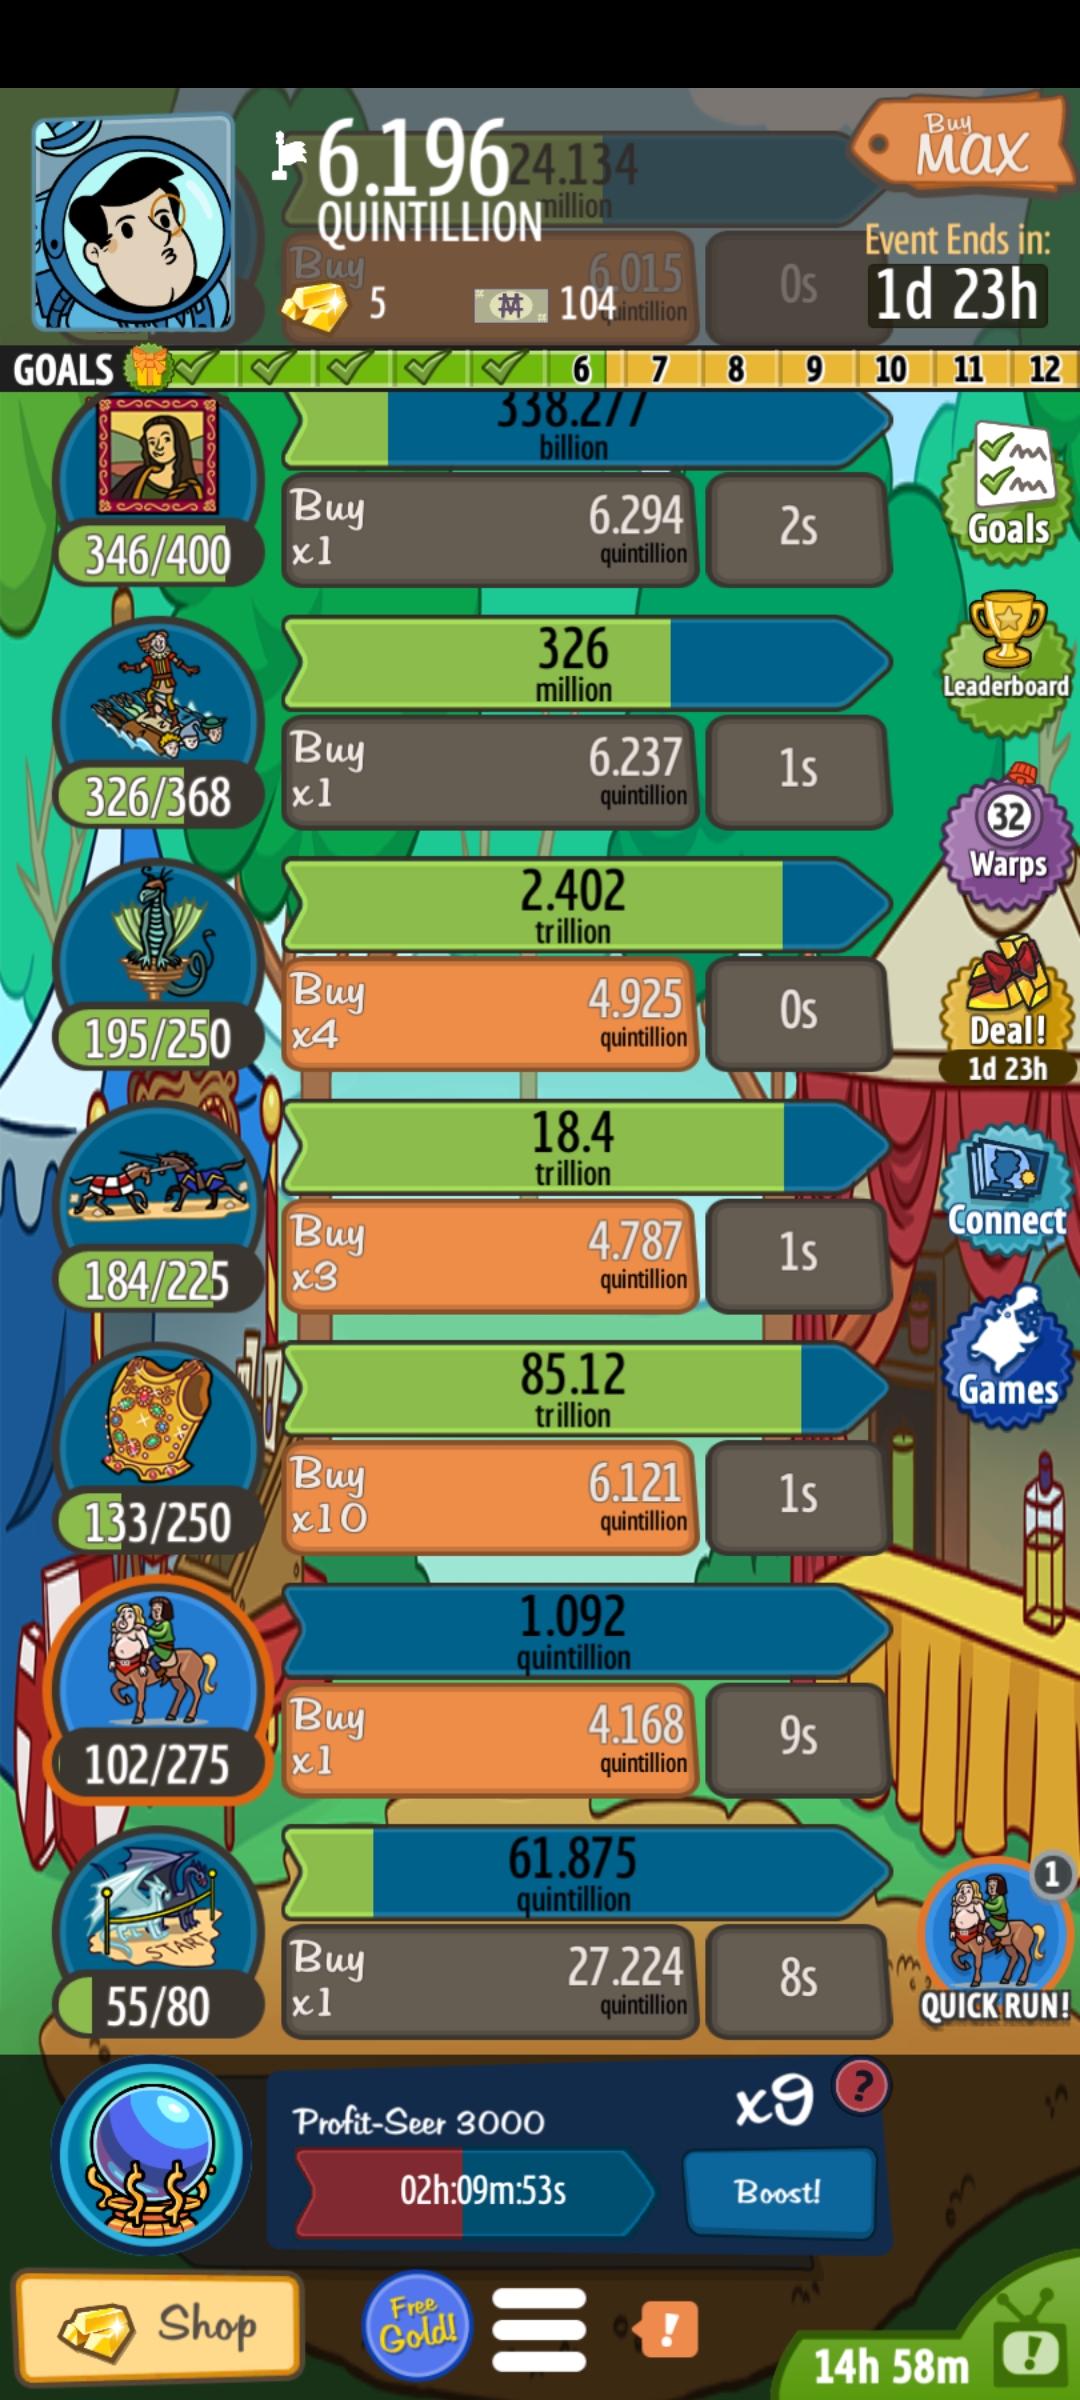 6.196
QUINTILLION
24.134
million
Buy
MAX
Event Ends in:
1d 23h
Buy
6.015
quintillion
0s
5
104
GOALS
6 7 8 9 10 11 12
338.277
billion
Buy
x1
6.294
quintillion
2s
346/400
Goals
326
million
Buy
x1
6.237
quintillion
1s
326/368
Leaderboard
32
Warps
2.402
trillion
Buy
x4
4.925
quintillion
0s
195/250
Deal!
1d 23h
18.4
trillion
Buy
x3
4.787
quintillion
1s
184/225
Connect
85.12
trillion
Buy
x10
6.121
quintillion
1s
133/250
Games
1.092
quintillion
Buy
x1
4.168
quintillion
9s
102/275
61.875
quintillion
START
Buy
x1
27.224
quintillion
8s
55/80
1
QUICK RUN!
Profit-Seer 3000
x9
?
02h:09m:53s
Boost!
Shop
Free
Gold!
!
14h 58m
!